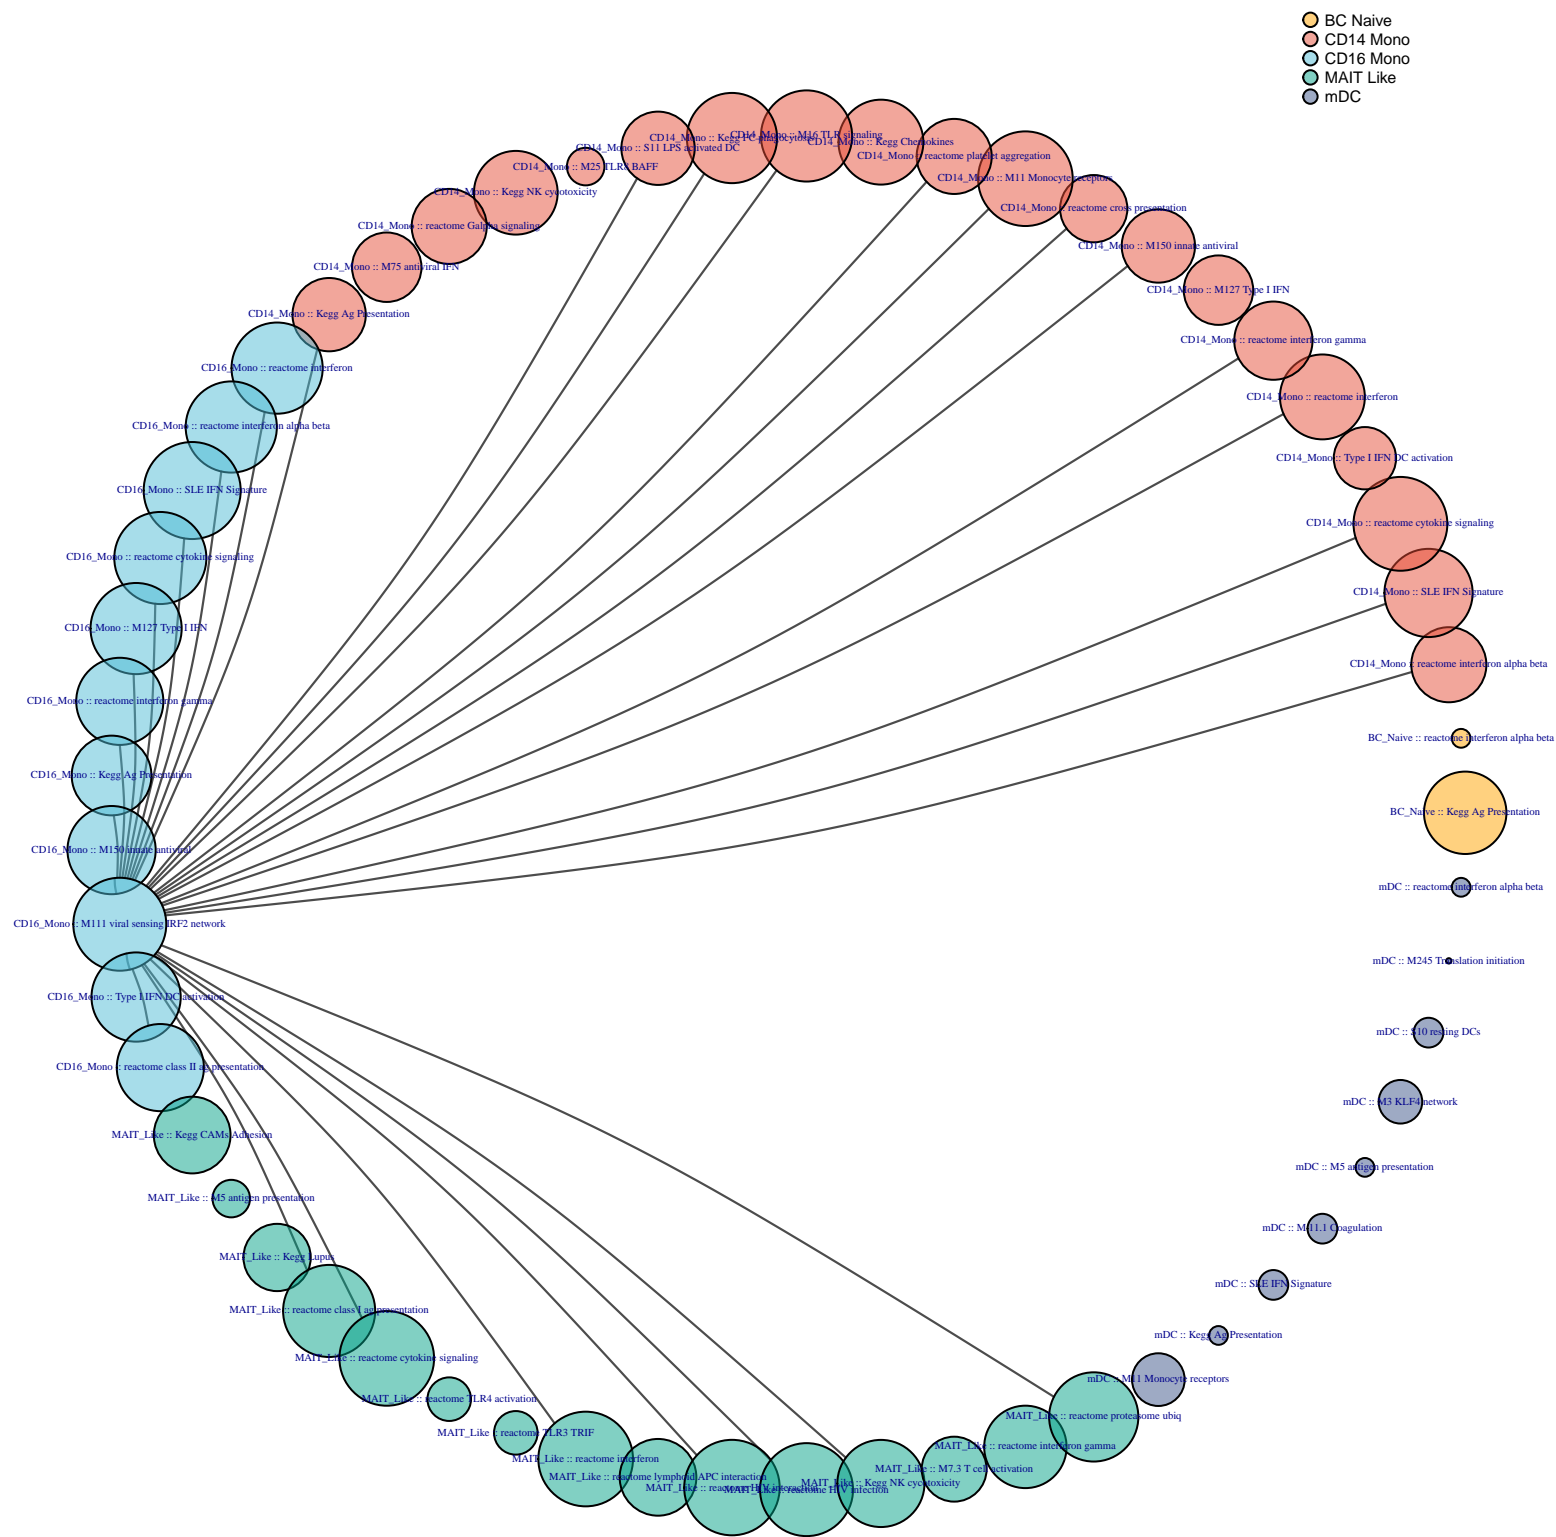 BC Naive
CD14 Mono
CD16 Mono
MAIT Like
mDC
CD14_Mono :: M16 TLR signaling
CD14_Mono :: Kegg FC phagocytosis
CD14_Mono :: Kegg Chemokines
CD14_Mono :: S11 LPS activated DC
CD14_Mono :: reactome platelet aggregation
CD14_Mono :: M25 TLR8 BAFF
CD14_Mono :: M11 Monocyte receptors
CD14_Mono :: Kegg NK cycotoxicity
CD14_Mono :: reactome cross presentation
CD14_Mono :: reactome Galpha signaling
CD14_Mono :: M150 innate antiviral
CD14_Mono :: M75 antiviral IFN
CD14_Mono :: M127 Type I IFN
CD14_Mono :: Kegg Ag Presentation
CD14_Mono :: reactome interferon gamma
CD16_Mono :: reactome interferon
CD14_Mono :: reactome interferon
CD16_Mono :: reactome interferon alpha beta
CD14_Mono :: Type I IFN DC activation
CD16_Mono :: SLE IFN Signature
CD14_Mono :: reactome cytokine signaling
CD16_Mono :: reactome cytokine signaling
CD14_Mono :: SLE IFN Signature
CD16_Mono :: M127 Type I IFN
CD14_Mono :: reactome interferon alpha beta
CD16_Mono :: reactome interferon gamma
BC_Naive :: reactome interferon alpha beta
CD16_Mono :: Kegg Ag Presentation
BC_Naive :: Kegg Ag Presentation
CD16_Mono :: M150 innate antiviral
mDC :: reactome interferon alpha beta
CD16_Mono :: M111 viral sensing IRF2 network
mDC :: M245 Translation initiation
CD16_Mono :: Type I IFN DC activation
mDC :: S10 resting DCs
CD16_Mono :: reactome class II ag presentation
mDC :: M3 KLF4 network
MAIT_Like :: Kegg CAMs Adhesion
mDC :: M5 antigen presentation
MAIT_Like :: M5 antigen presentation
mDC :: M-11.1 Coagulation
MAIT_Like :: Kegg Lupus
mDC :: SLE IFN Signature
MAIT_Like :: reactome class I ag presentation
mDC :: Kegg Ag Presentation
MAIT_Like :: reactome cytokine signaling
mDC :: M11 Monocyte receptors
MAIT_Like :: reactome TLR4 activation
MAIT_Like :: reactome proteasome ubiq
MAIT_Like :: reactome TLR3 TRIF
MAIT_Like :: reactome interferon gamma
MAIT_Like :: reactome interferon
MAIT_Like :: M7.3 T cell activation
MAIT_Like :: reactome lymphoid APC interaction
MAIT_Like :: Kegg NK cycotoxicity
MAIT_Like :: reactome HIV interaction
MAIT_Like :: reactome HIV infection